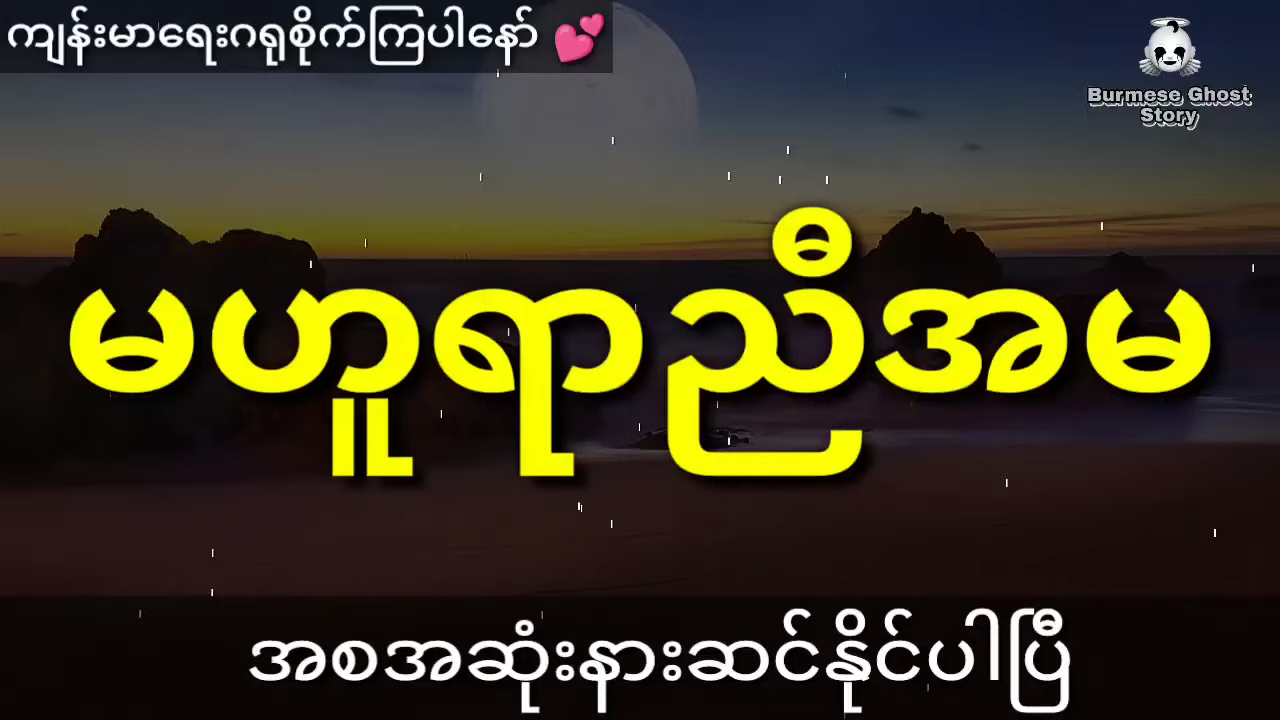 ကျန်းမာရေးဂရုစိုက်ကြပါနော် 💕
Burmese Ghost
Story
မဟူရာညီအမ
အစအဆုံးနားဆင်နိုင်ပါပြီ